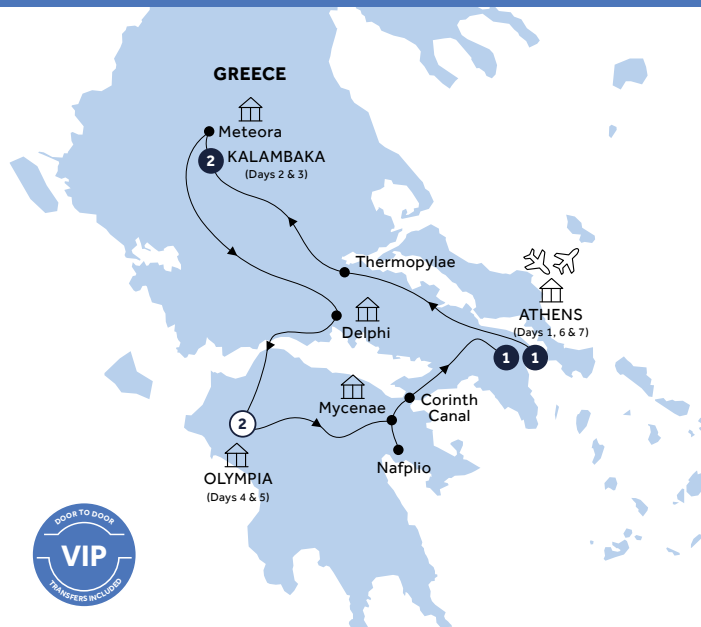 GREECE
Meteora
2
KALAMBAKA
(Days 2 & 3)
Thermopylae
ATHENS
(Days 1, 6 & 7)
1
1
Delphi
Mycenae
Corinth
Canal
2
Nafplio
OLYMPIA
(Days 4 & 5)
DOOR TO DOOR
VIP
TRANSFERS INCLUDED